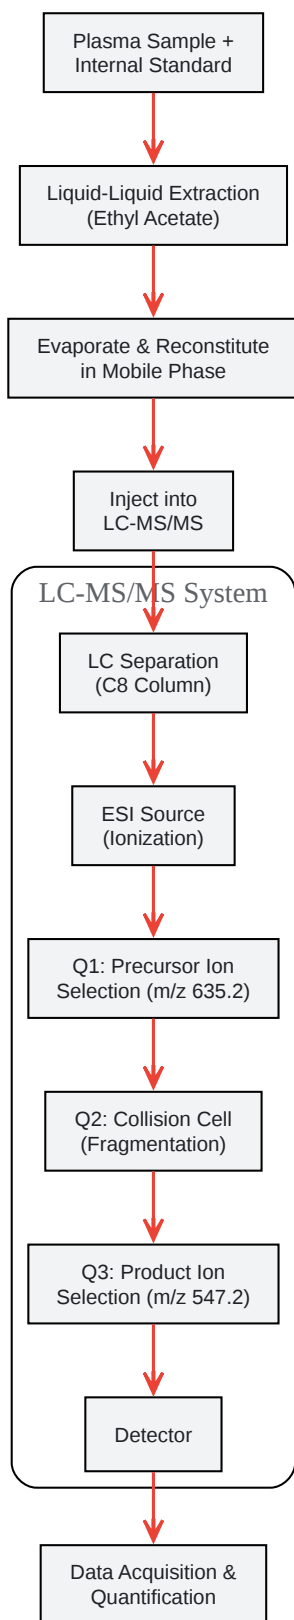 Plasma Sample +
Internal Standard
Liquid-Liquid Extraction
(Ethyl Acetate)
Evaporate & Reconstitute
in Mobile Phase
Inject into
LC-MS/MS
LC-MS/MS System
LC Separation
(C8 Column)
ESI Source
(Ionization)
Q1: Precursor Ion
Selection (m/z 635.2)
Q2: Collision Cell
(Fragmentation)
Q3: Product Ion
Selection (m/z 547.2)
Detector
Data Acquisition &
Quantification